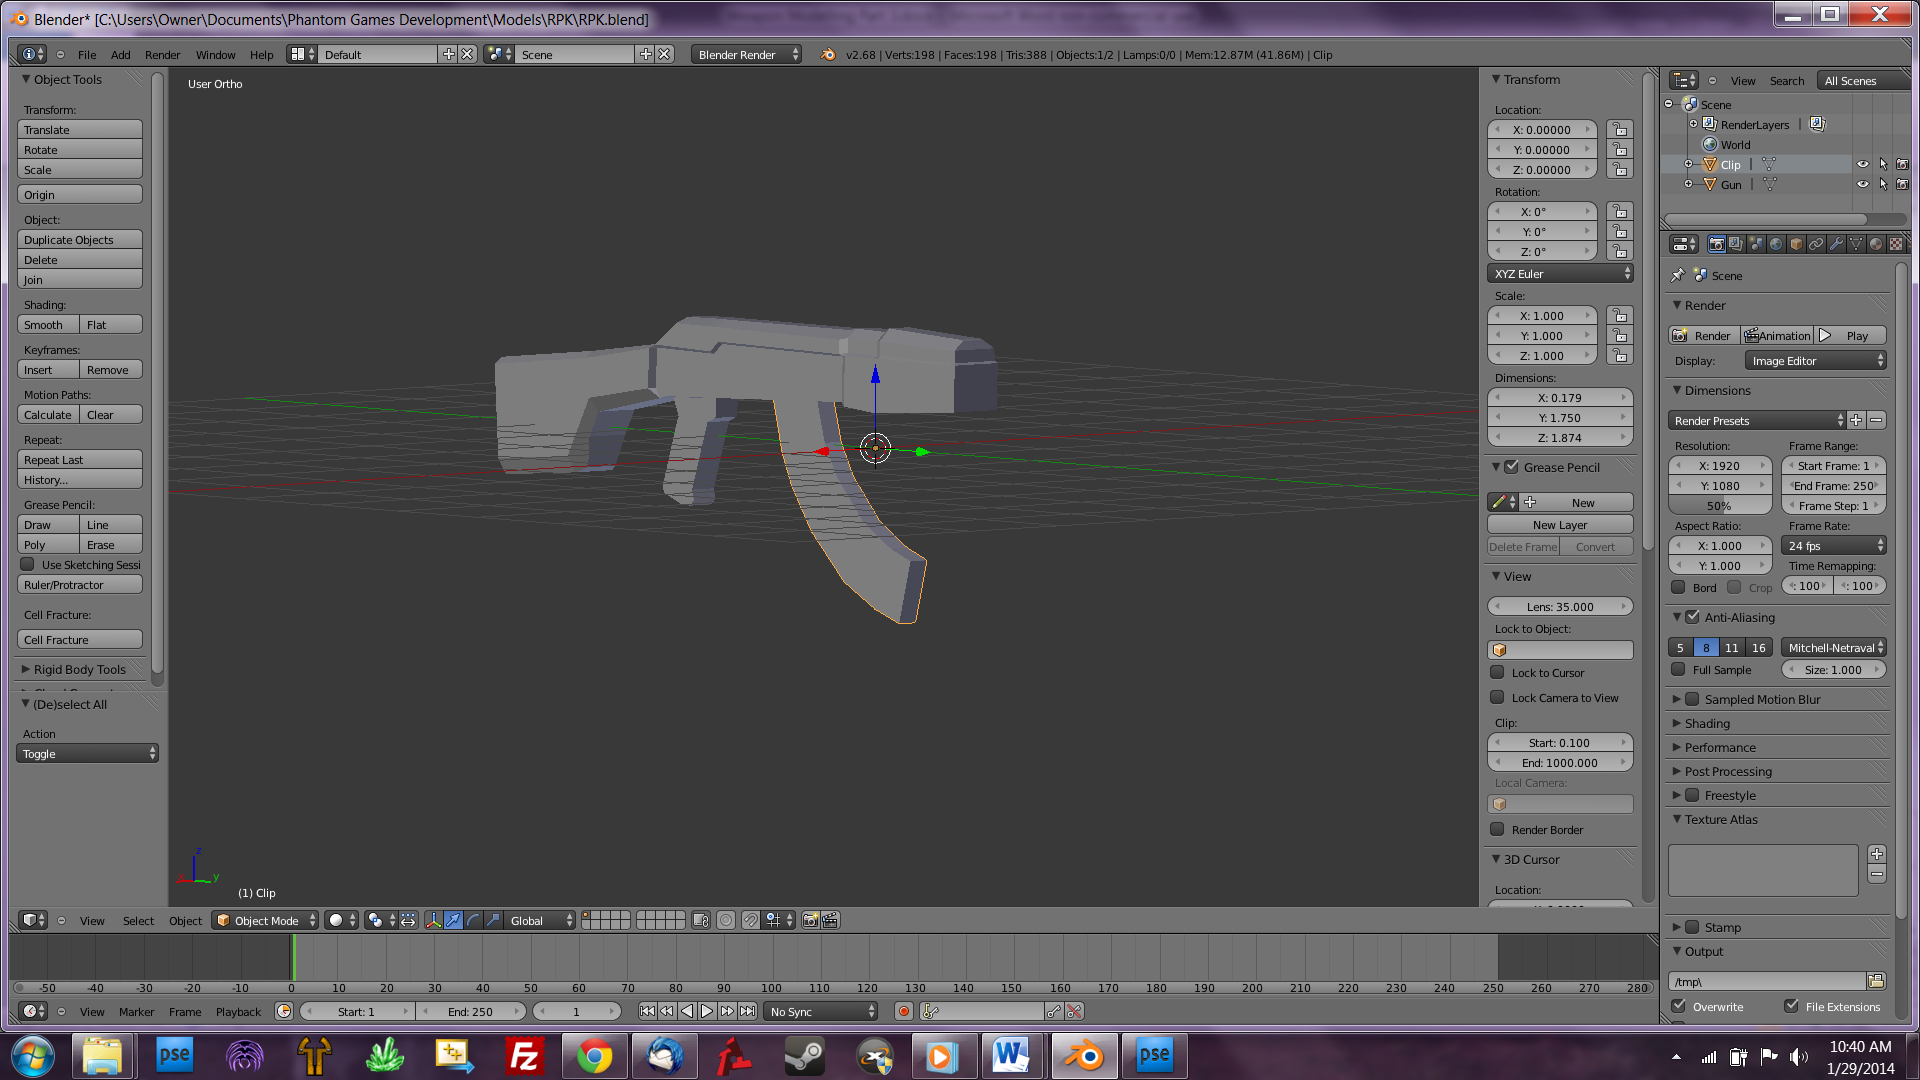 Blender* [C:\Users\Owner\Documents\Phantom Games Development\Models\RPK\RPK.blend]
File Add Render Window Help Default Scene Blender Render v2.68 | Verts:198 | Faces:198 | Tris:388 | Objects:1/2 | Lamps:0/0 | Mem:12.87M (41.86M) | Clip
Object Tools
Transform:
Translate
Rotate
Scale
Origin
Object:
Duplicate Objects
Delete
Join
Shading:
Smooth Flat
Keyframes:
Insert Remove
Motion Paths:
Calculate Clear
Repeat:
Repeat Last
History...
Grease Pencil:
Draw Line
Poly Erase
Use Sketching Sessi
Ruler/Protractor
Cell Fracture:
Cell Fracture
Rigid Body Tools
(De)select All
Action
Toggle
User Ortho
z
y
(1) Clip
Transform
Location:
X: 0.00000
Y: 0.00000
Z: 0.00000
Rotation:
X: 0°
Y: 0°
Z: 0°
XYZ Euler
Scale:
X: 1.000
Y: 1.000
Z: 1.000
Dimensions:
X: 0.179
Y: 1.750
Z: 1.874
Grease Pencil
New
New Layer
Delete Frame Convert
View
Lens: 35.000
Lock to Object:
Lock to Cursor
Lock Camera to View
Clip:
Start: 0.100
End: 1000.000
Local Camera:
Render Border
3D Cursor
Location:
View Search All Scenes
Scene
RenderLayers |
World
Clip |
Gun |
Scene
Render
Render Animation Play
Display: Image Editor
Dimensions
Render Presets
Resolution: Frame Range:
X: 1920 Start Frame: 1
Y: 1080 End Frame: 250
50% Frame Step: 1
Aspect Ratio: Frame Rate:
X: 1.000 24 fps
Y: 1.000 Time Remapping:
Bord Crop : 100 : 100
Anti-Aliasing
5 8 11 16 Mitchell-Netraval
Full Sample Size: 1.000
Sampled Motion Blur
Shading
Performance
Post Processing
Freestyle
Texture Atlas
Stamp
Output
/tmp\
Overwrite File Extensions
View Select Object Object Mode Global
-50 -40 -30 -20 -10 0 10 20 30 40 50 60 70 80 90 100 110 120 130 140 150 160 170 180 190 200 210 220 230 240 250 260 270 280
View Marker Frame Playback Start: 1 End: 250 1 No Sync
pse Fz W pse
10:40 AM
1/29/2014